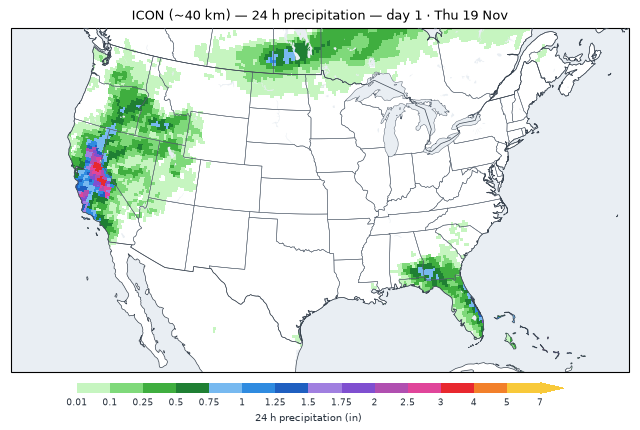 ICON (~40 km) — 24 h precipitation — day 1 · Thu 19 Nov
0.01 0.1 0.25 0.5 0.75 1 1.25 1.5 1.75 2 2.5 3 4 5 7
24 h precipitation (in)